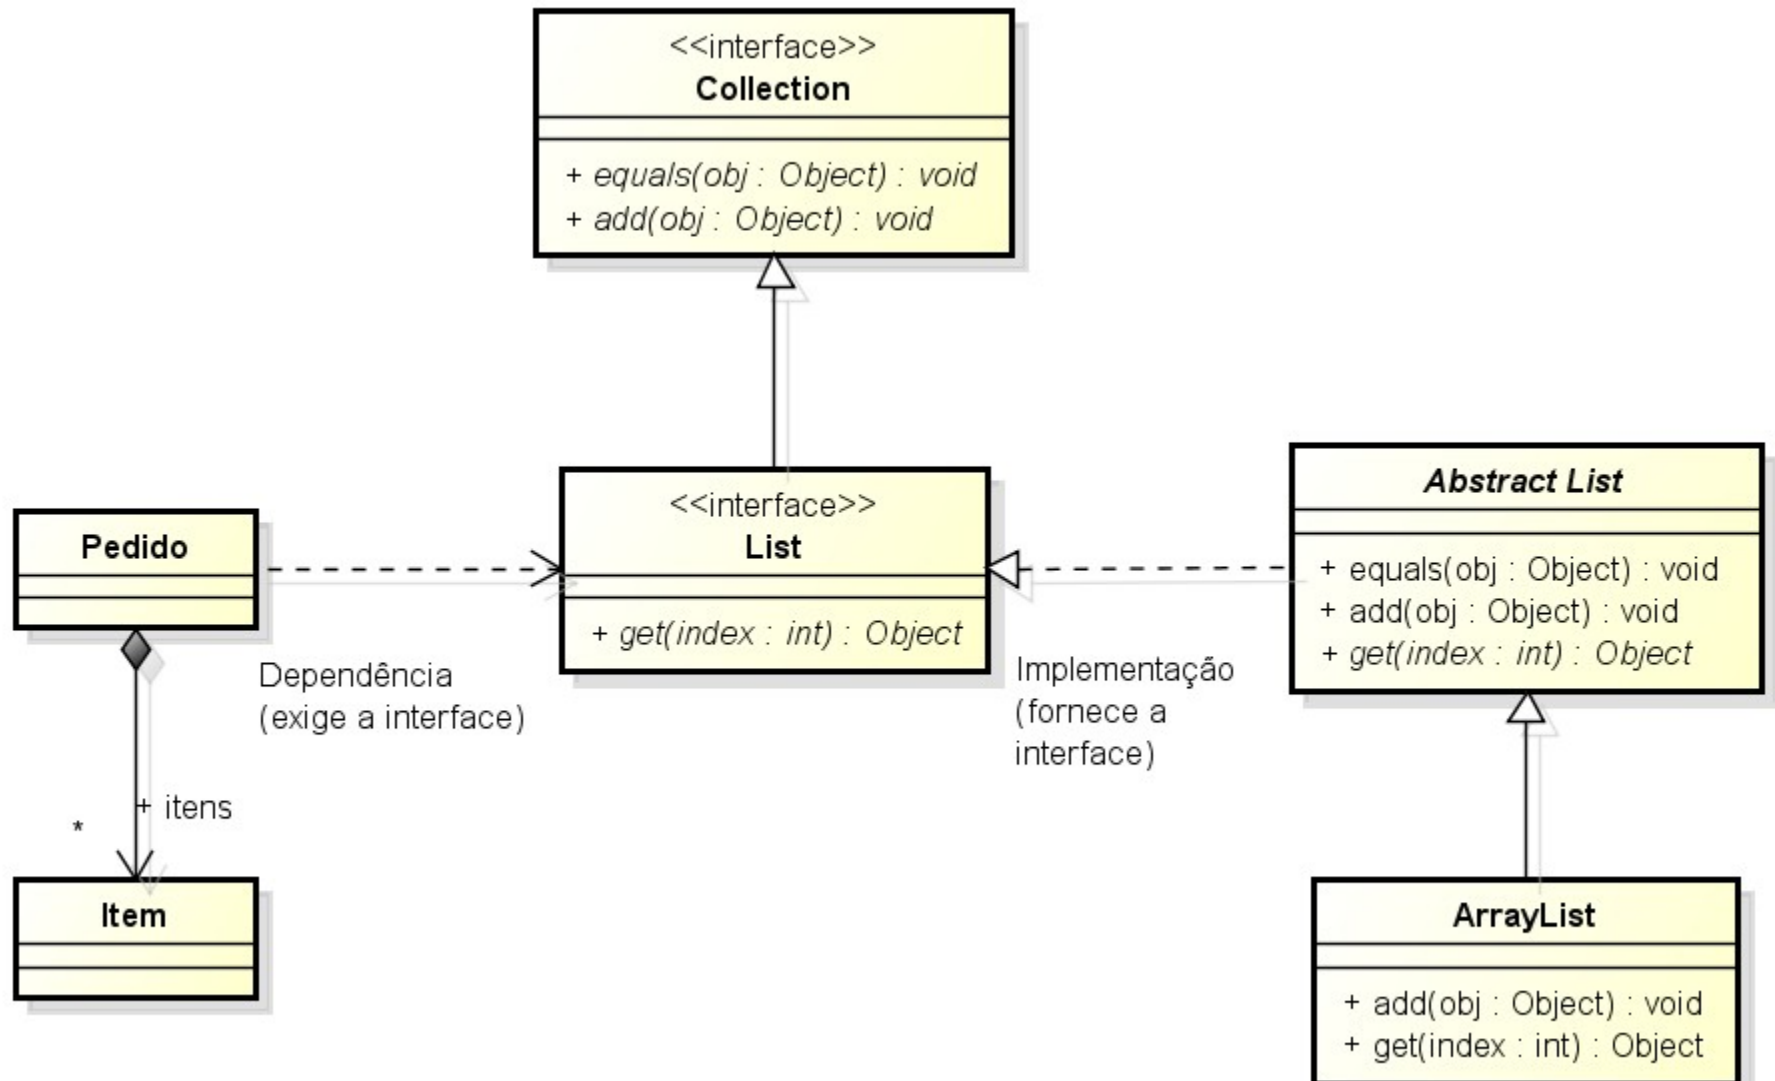 <<interface>>
Collection
+ equals(obj : Object) : void
+ add(obj : Object) : void
<<interface>>
List
+ get(index : int) : Object
Abstract List
+ equals(obj : Object) : void
+ add(obj : Object) : void
+ get(index : int) : Object
Pedido
Dependência
(exige a interface)
Implementação
(fornece a
interface)
+ itens
*
Item
ArrayList
+ add(obj : Object) : void
+ get(index : int) : Object